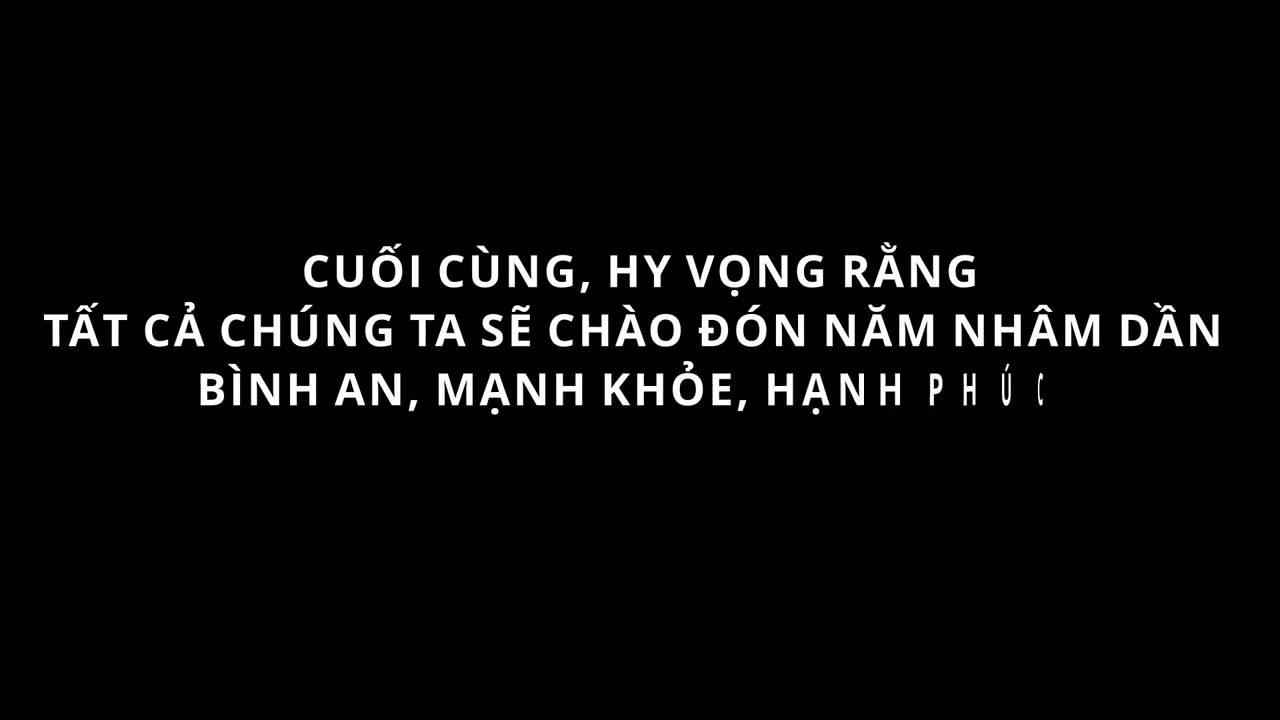 CUỐI CÙNG, HY VỌNG RẰNG
TẤT CẢ CHÚNG TA SẼ CHÀO ĐÓN NĂM NHÂM DẦN
BÌNH AN, MẠNH KHỎE, HẠNH PHÚC